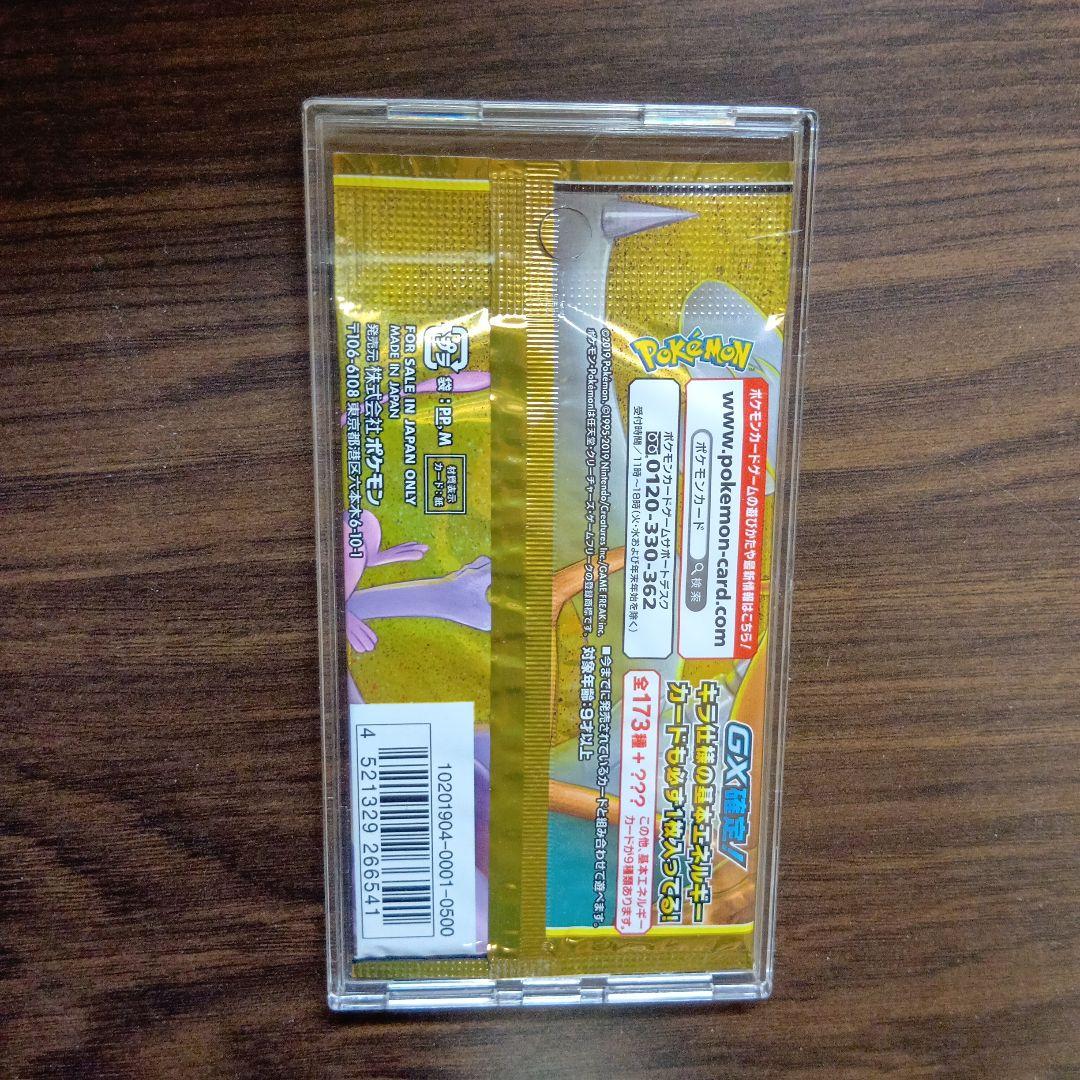 ポケモンカードゲームの遊びかたや最新情報はこちら!
www.pokemon-card.com
ポケモンカード 検索
POKéMON
ポケモンカードゲームサポートデスク
0120-330-362
受付時間/11時~18時(火・水および年末年始を除く)
GX確定!
キラ仕様の基本エネルギー
カードも必ず1枚入ってる!
全173種+???
この他、基本エネルギー
カードが9種類あります。
■今までに発売されているカードと組み合わせて遊べます。
対象年齢:9才以上
©2019 Pokémon. ©1995-2019 Nintendo/Creatures Inc./GAME FREAK inc.
ポケモン・Pokémonは任天堂・クリーチャーズ・ゲームフリークの登録商標です。
プラ
袋:PP,M
材質表示
カード:紙
FOR SALE IN JAPAN ONLY
MADE IN JAPAN
発売元 株式会社ポケモン
〒106-6108 東京都港区六本木6-10-1
10201904-0001-0500
4 521329 266541